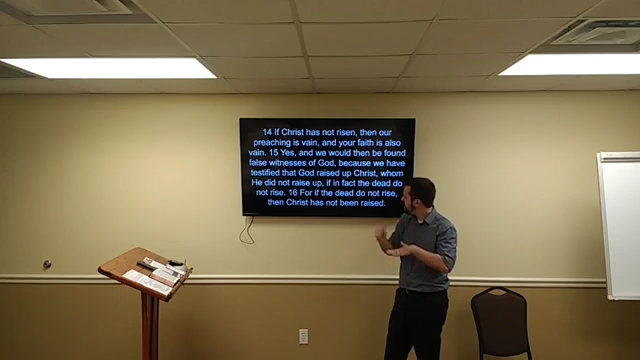 14 If Christ has not risen, then our
preaching is vain, and your faith is also
vain. 15 Yes, and we would then be found
false witnesses of God, because we have
testified that God raised up Christ, whom
He did not raise up, if in fact the dead do
not rise. 16 For if the dead do not rise,
then Christ has not been raised.